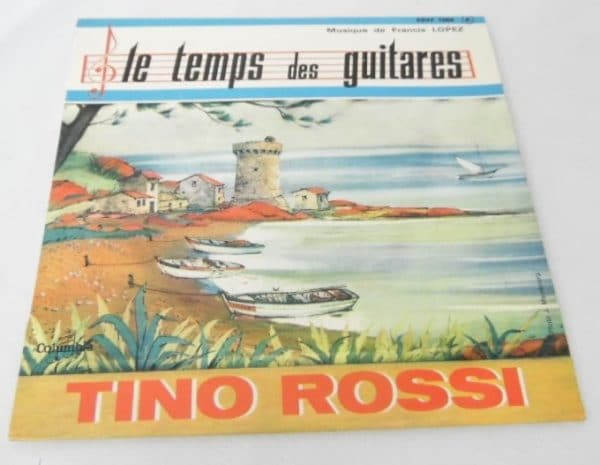 Musique de Francis LOPEZ
le temps des guitares
Columbia
TINO ROSSI